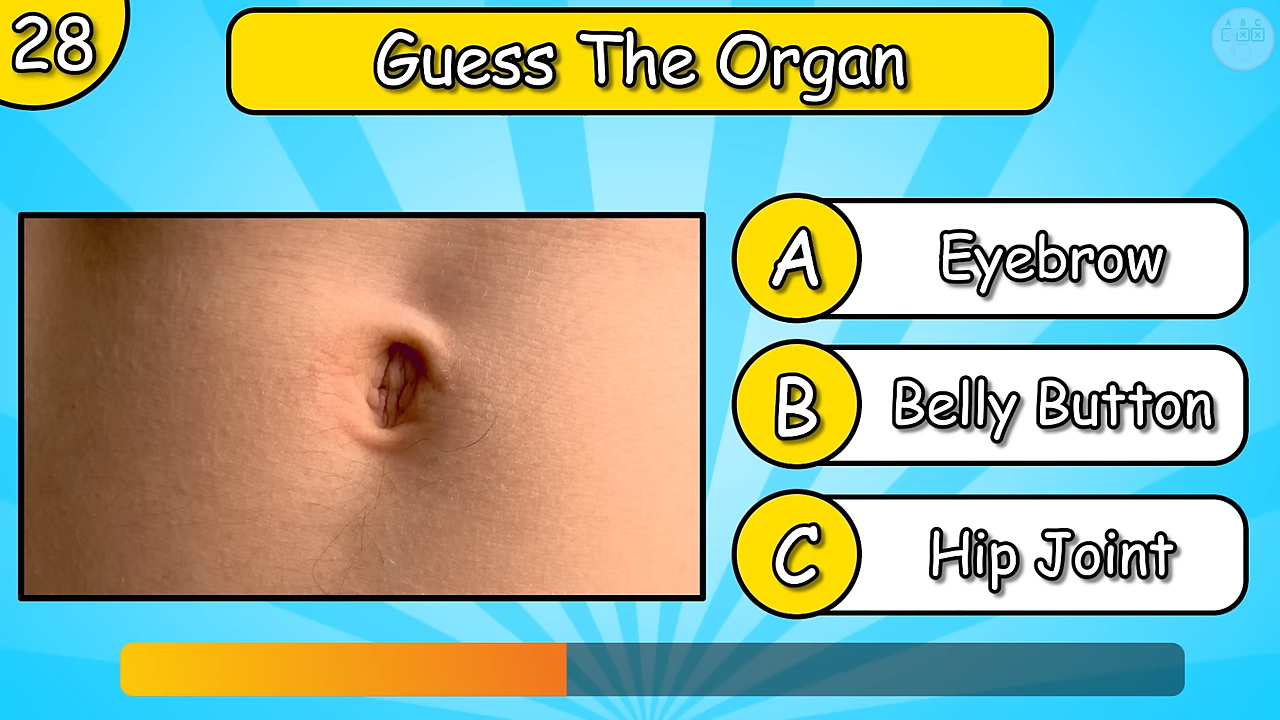 28
Guess The Organ
A B C
A Eyebrow
B Belly Button
C Hip Joint